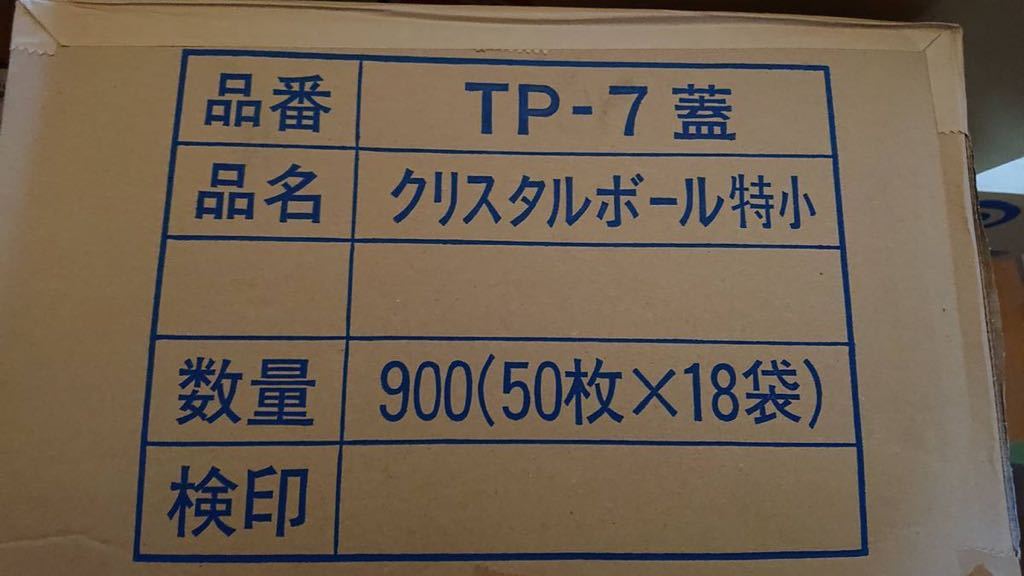 品番 TP-7蓋
品名 クリスタルボール特小
数量 900(50枚×18袋)
検印